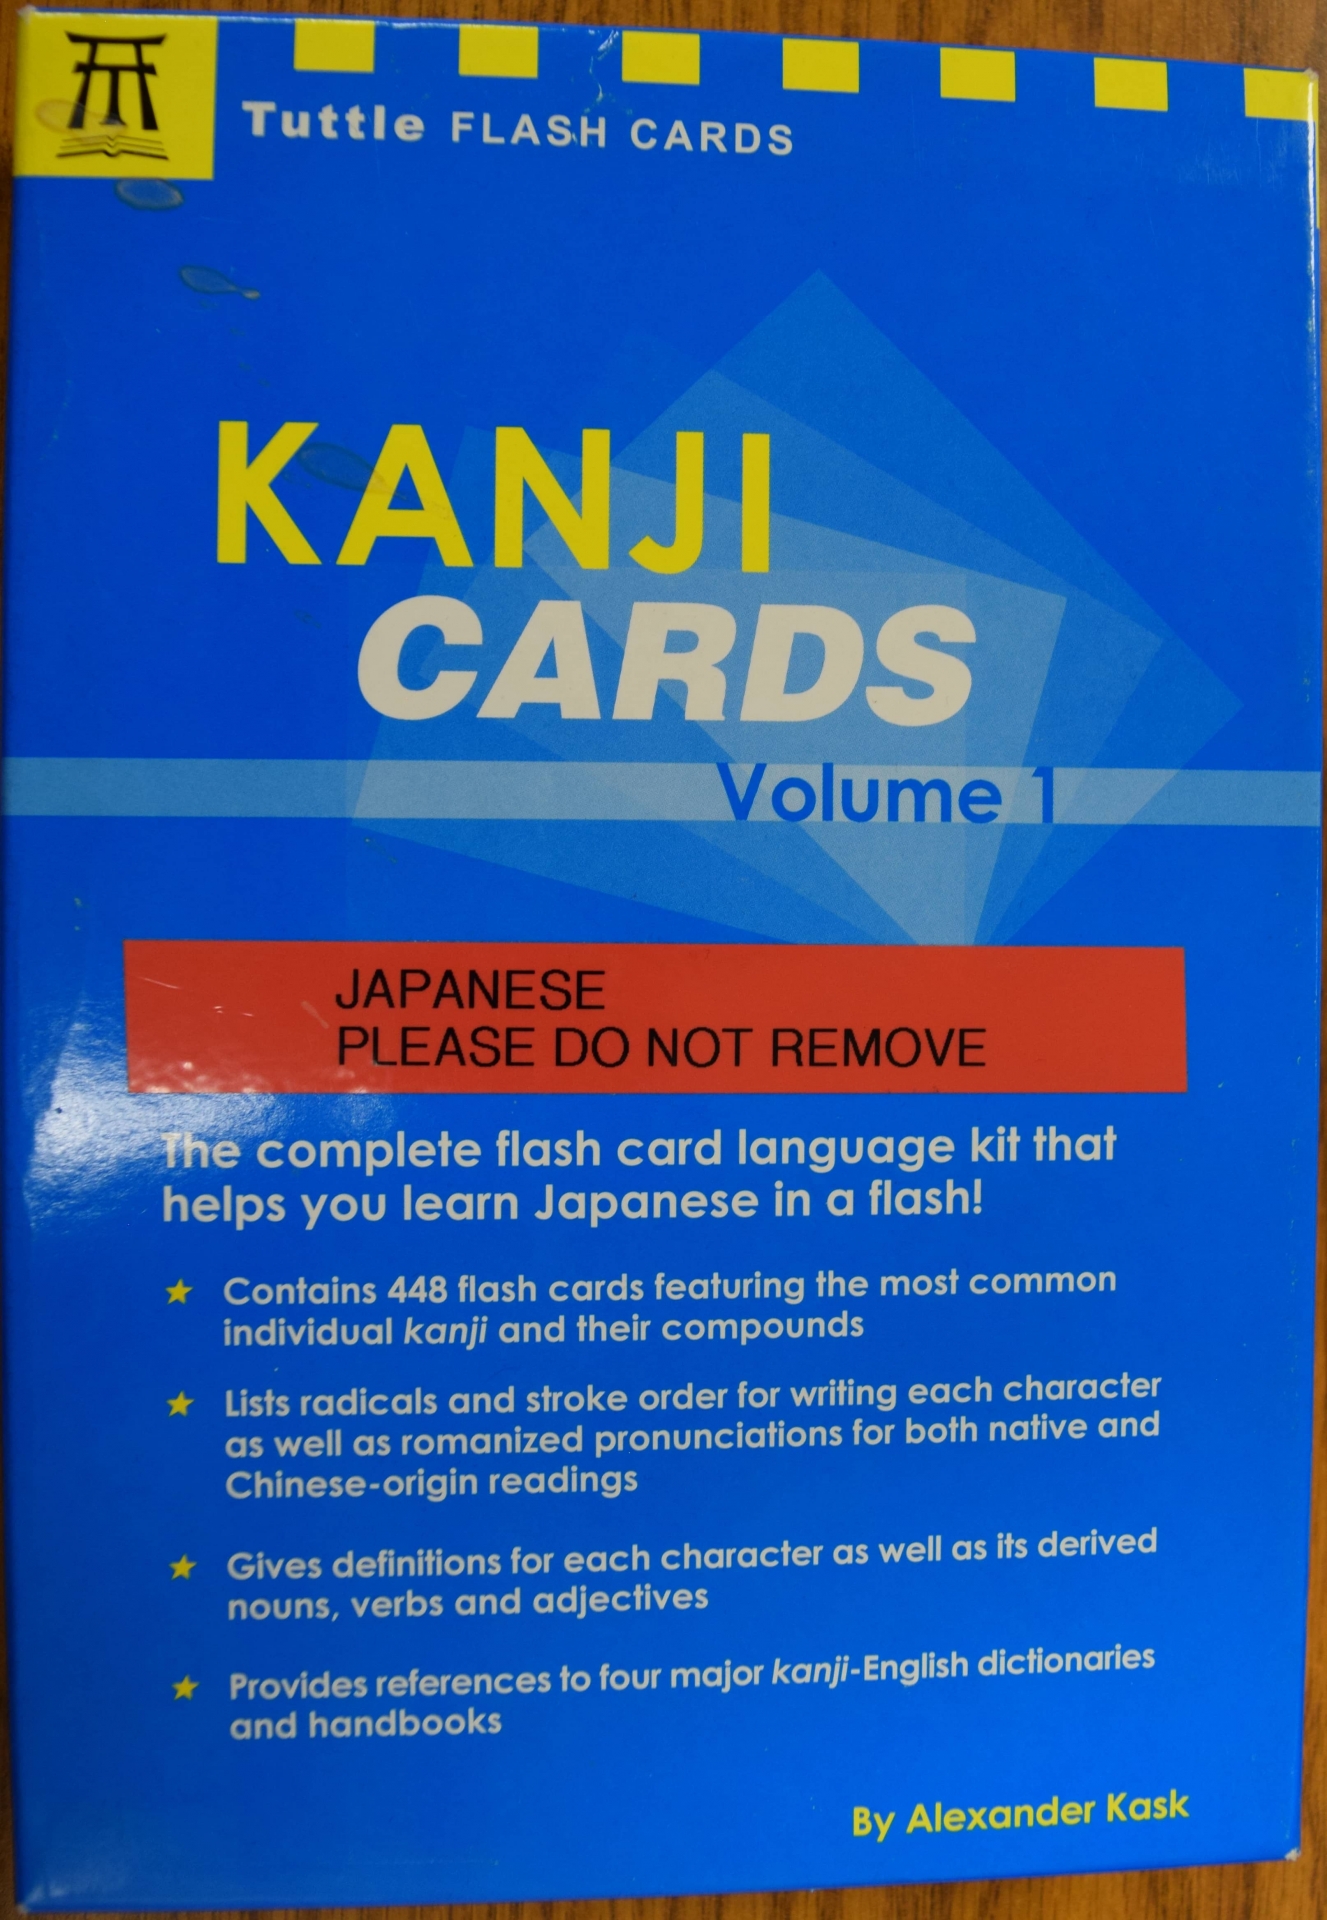 Tuttle FLASH CARDS
KANJI
CARDS
Volume 1
JAPANESE
PLEASE DO NOT REMOVE
The complete flash card language kit that
helps you learn Japanese in a flash!
Contains 448 flash cards featuring the most common
individual kanji and their compounds
Lists radicals and stroke order for writing each character
as well as romanized pronunciations for both native and
Chinese-origin readings
Gives definitions for each character as well as its derived
nouns, verbs and adjectives
Provides references to four major kanji-English dictionaries
and handbooks
By Alexander Kask